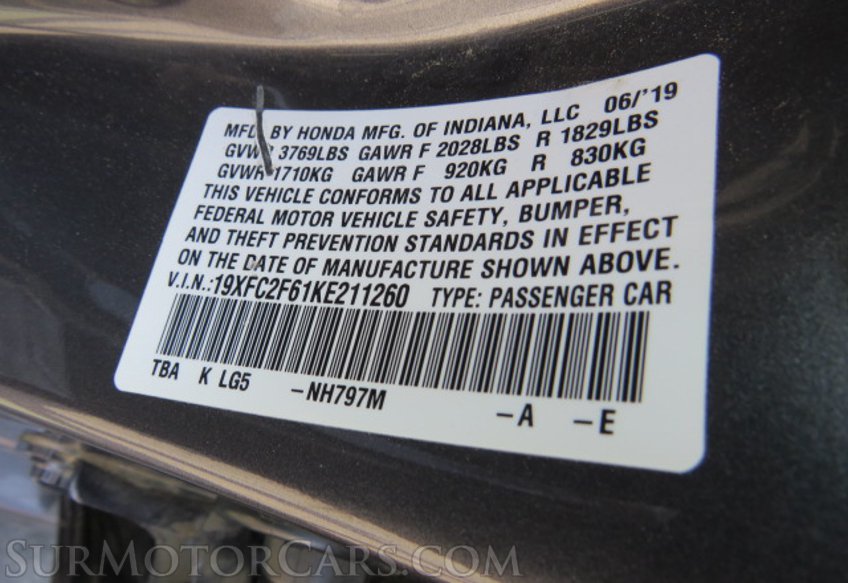 MFD BY HONDA MFG. OF INDIANA, LLC 06/'19
GVWR 3769LBS GAWR F 2028LBS R 1829LBS
GVWR 1710KG GAWR F 920KG R 830KG
THIS VEHICLE CONFORMS TO ALL APPLICABLE
FEDERAL MOTOR VEHICLE SAFETY, BUMPER,
AND THEFT PREVENTION STANDARDS IN EFFECT
ON THE DATE OF MANUFACTURE SHOWN ABOVE.
V.I.N.:19XFC2F61KE211260 TYPE: PASSENGER CAR
TBA K LG5 –NH797M –A –E
SURMOTORCARS.COM